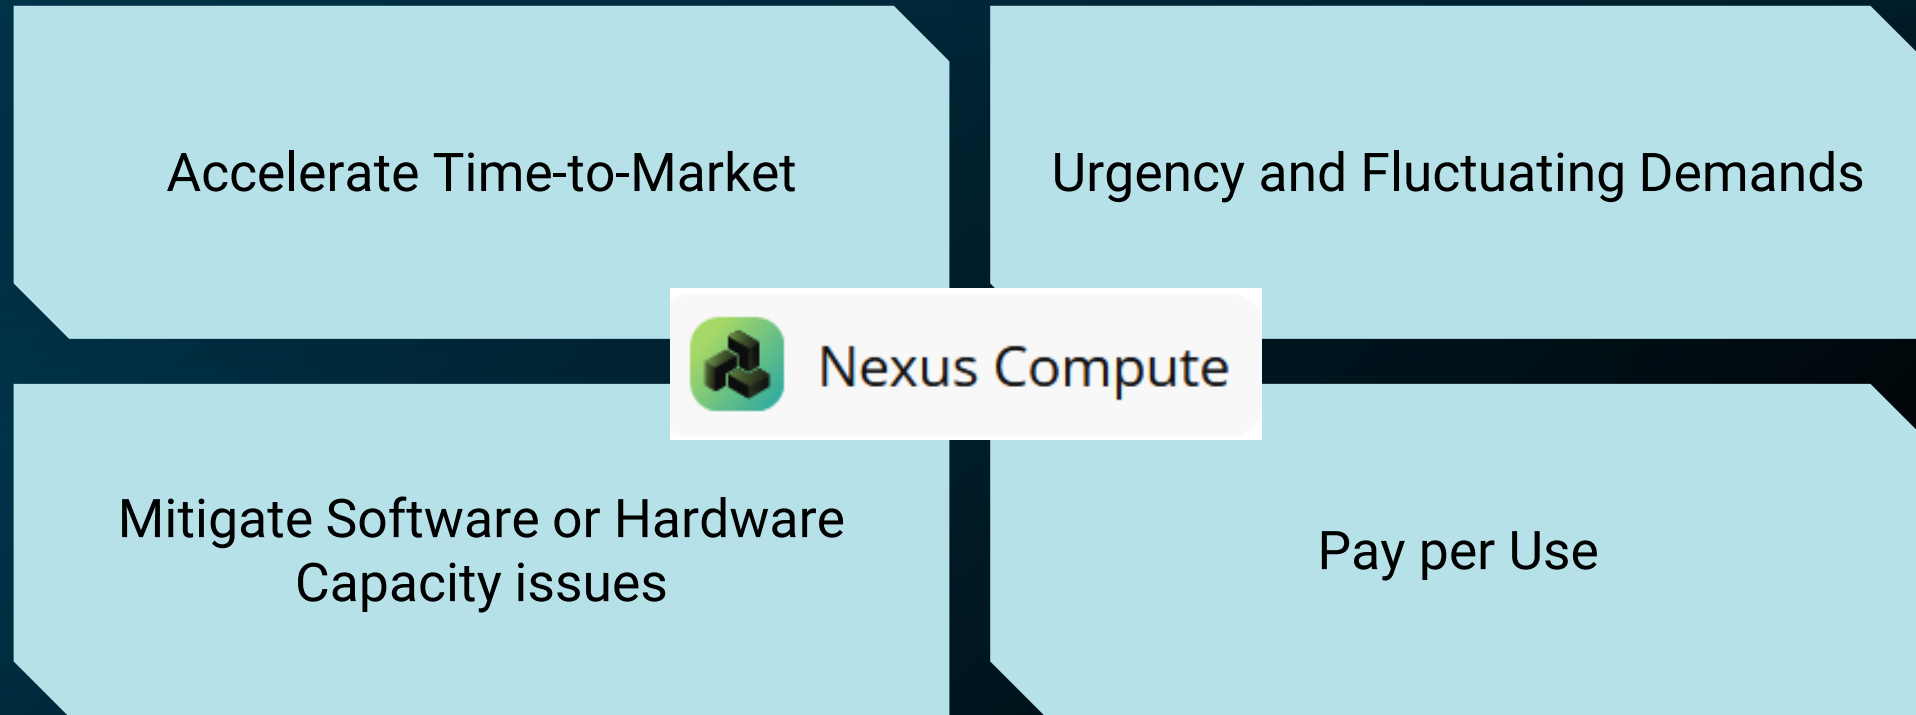 Accelerate Time-to-Market
Urgency and Fluctuating Demands
Nexus Compute
Mitigate Software or Hardware
Capacity issues
Pay per Use